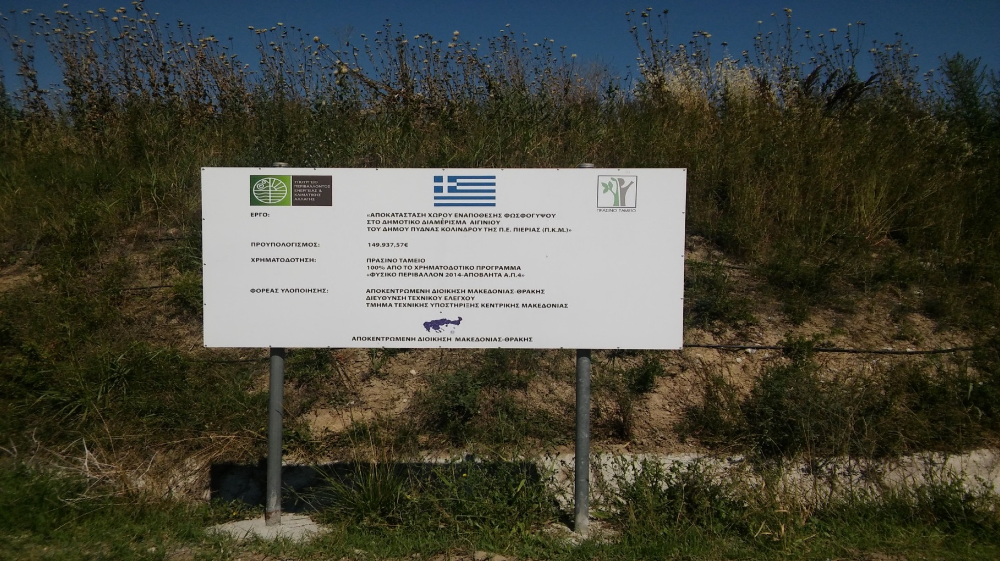 ΥΠΟΥΡΓΕΙΟ
ΠΕΡΙΒΑΛΛΟΝΤΟΣ
ΕΝΕΡΓΕΙΑΣ &
ΚΛΙΜΑΤΙΚΗΣ
ΑΛΛΑΓΗΣ
ΠΡΑΣΙΝΟ ΤΑΜΕΙΟ
ΕΡΓΟ: «ΑΠΟΚΑΤΑΣΤΑΣΗ ΧΩΡΟΥ ΕΝΑΠΟΘΕΣΗΣ ΦΩΣΦΟΓΥΨΟΥ
ΣΤΟ ΔΗΜΟΤΙΚΟ ΔΙΑΜΕΡΙΣΜΑ ΑΙΓΙΝΙΟΥ
ΤΟΥ ΔΗΜΟΥ ΠΥΔΝΑΣ ΚΟΛΙΝΔΡΟΥ ΤΗΣ Π.Ε. ΠΙΕΡΙΑΣ (Π.Κ.Μ.)»
ΠΡΟΥΠΟΛΟΓΙΣΜΟΣ: 149.937,57€
ΧΡΗΜΑΤΟΔΟΤΗΣΗ: ΠΡΑΣΙΝΟ ΤΑΜΕΙΟ
100% ΑΠΟ ΤΟ ΧΡΗΜΑΤΟΔΟΤΙΚΟ ΠΡΟΓΡΑΜΜΑ
«ΦΥΣΙΚΟ ΠΕΡΙΒΑΛΛΟΝ 2014-ΑΠΟΒΛΗΤΑ Α.Π.4»
ΦΟΡΕΑΣ ΥΛΟΠΟΙΗΣΗΣ: ΑΠΟΚΕΝΤΡΩΜΕΝΗ ΔΙΟΙΚΗΣΗ ΜΑΚΕΔΟΝΙΑΣ-ΘΡΑΚΗΣ
ΔΙΕΥΘΥΝΣΗ ΤΕΧΝΙΚΟΥ ΕΛΕΓΧΟΥ
ΤΜΗΜΑ ΤΕΧΝΙΚΗΣ ΥΠΟΣΤΗΡΙΞΗΣ ΚΕΝΤΡΙΚΗΣ ΜΑΚΕΔΟΝΙΑΣ
ΑΠΟΚΕΝΤΡΩΜΕΝΗ ΔΙΟΙΚΗΣΗ ΜΑΚΕΔΟΝΙΑΣ-ΘΡΑΚΗΣ